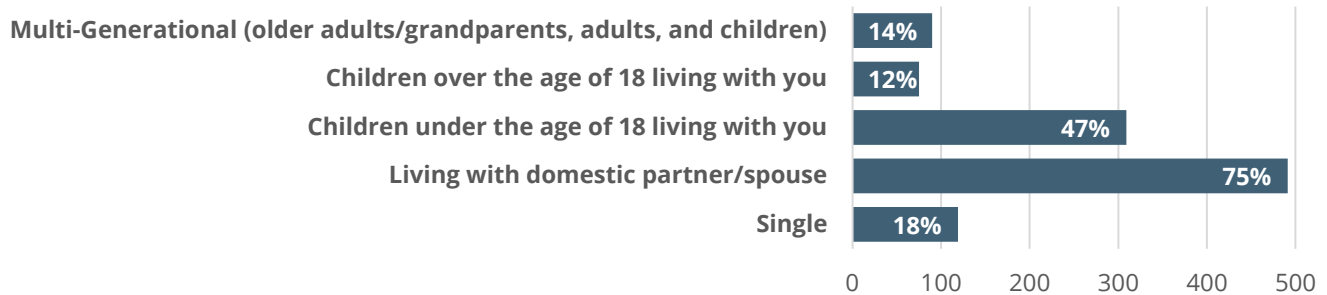 Multi-Generational (older adults/grandparents, adults, and children) 14%
Children over the age of 18 living with you 12%
Children under the age of 18 living with you 47%
Living with domestic partner/spouse 75%
Single 18%
0 100 200 300 400 500